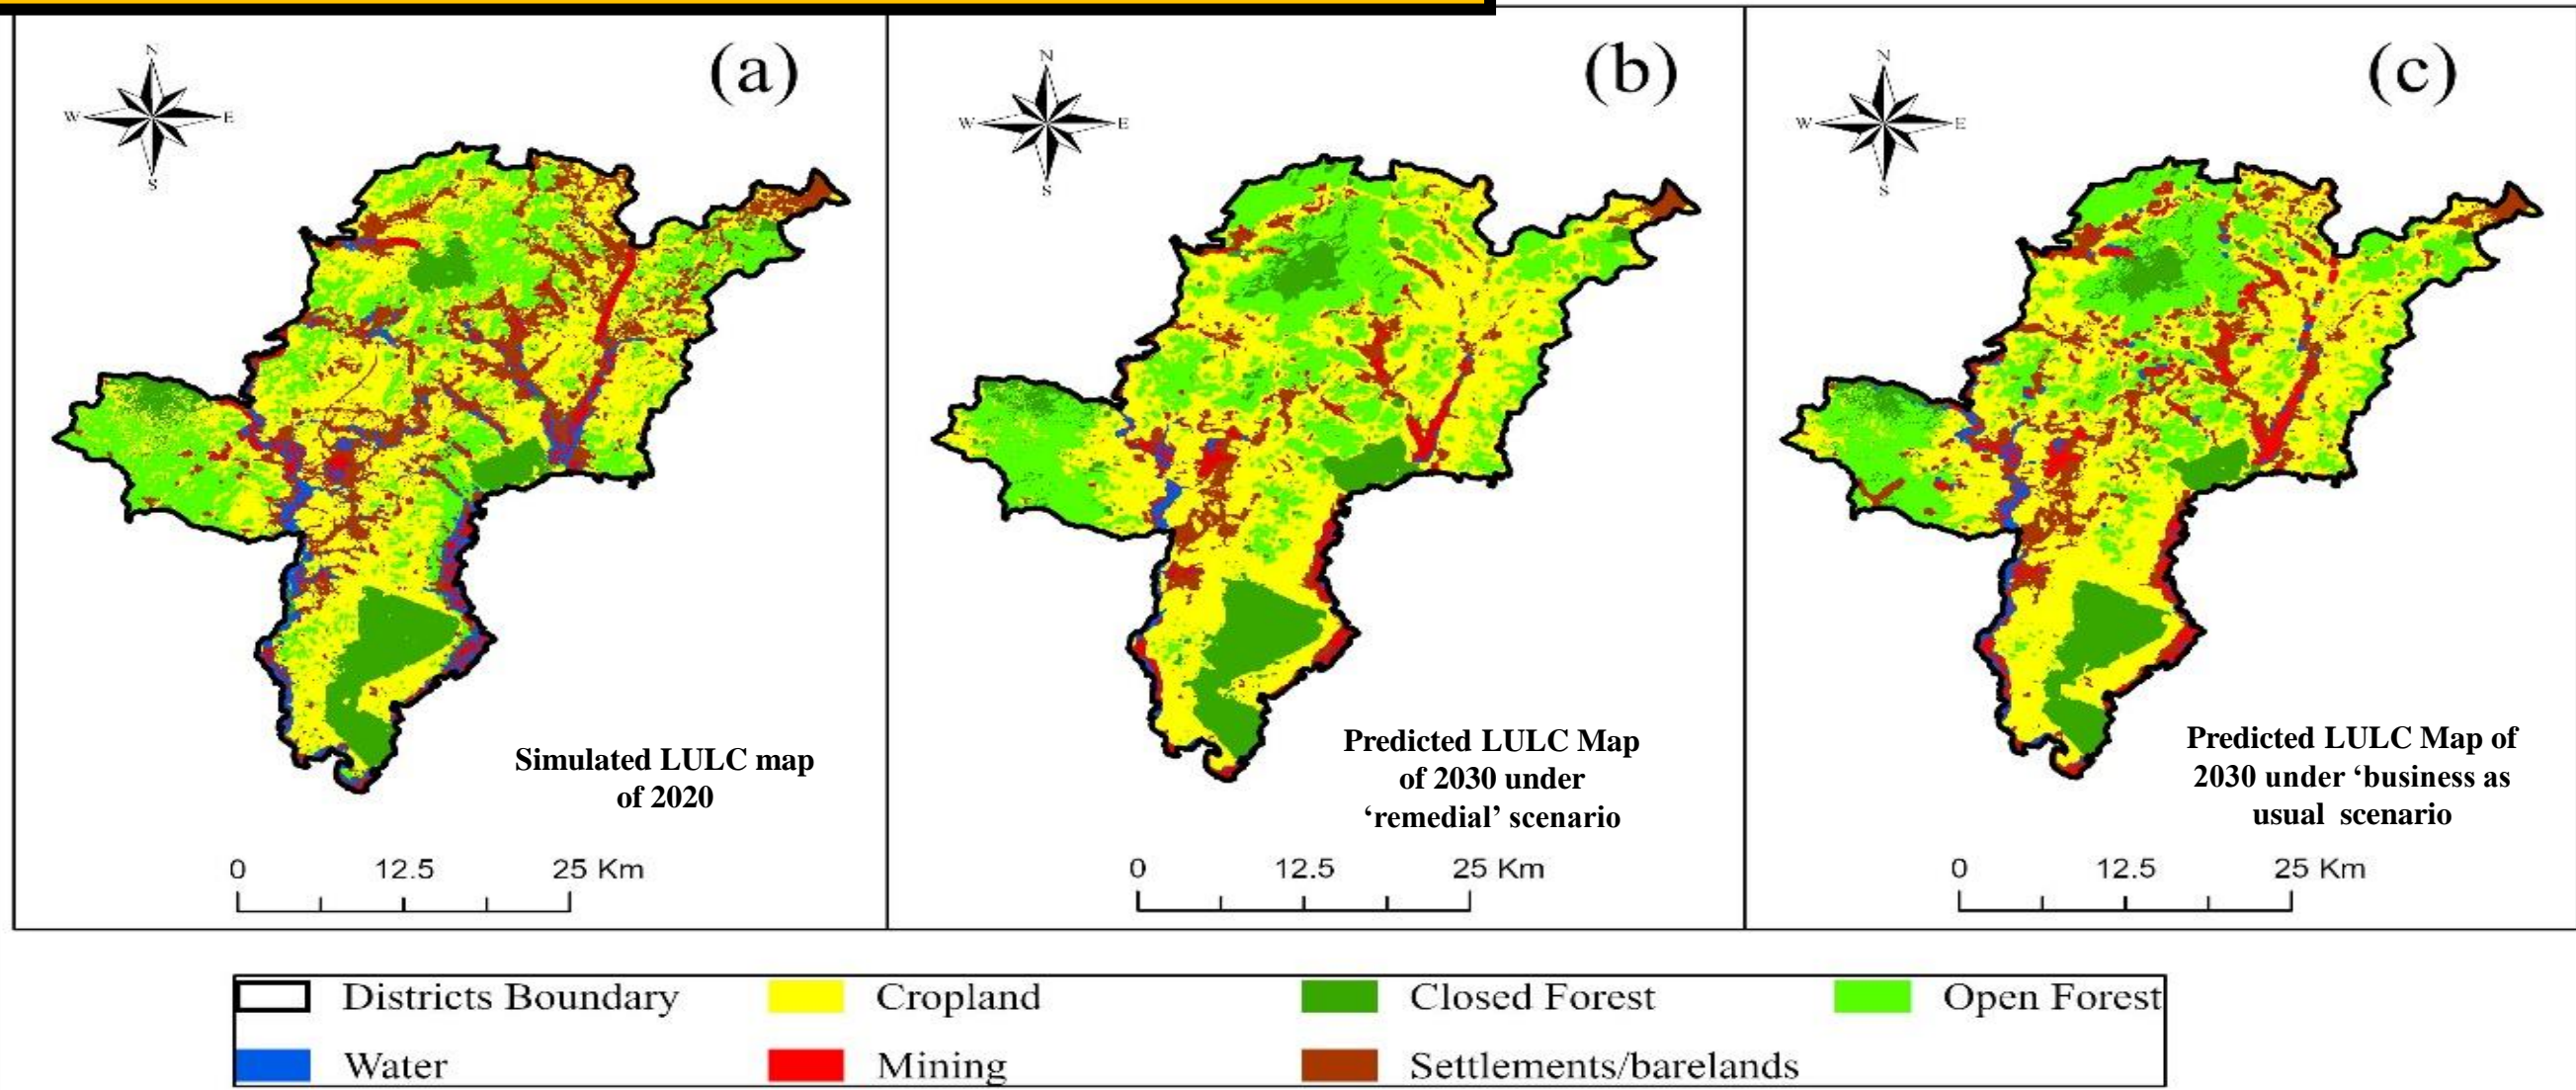 (a)
N
W E
S
Simulated LULC map
of 2020
0 12.5 25 Km
(b)
N
W E
S
Predicted LULC Map
of 2030 under
‘remedial’ scenario
0 12.5 25 Km
(c)
N
W E
S
Predicted LULC Map of
2030 under ‘business as
usual scenario
0 12.5 25 Km
Districts Boundary Cropland Closed Forest Open Forest
Water Mining Settlements/barelands